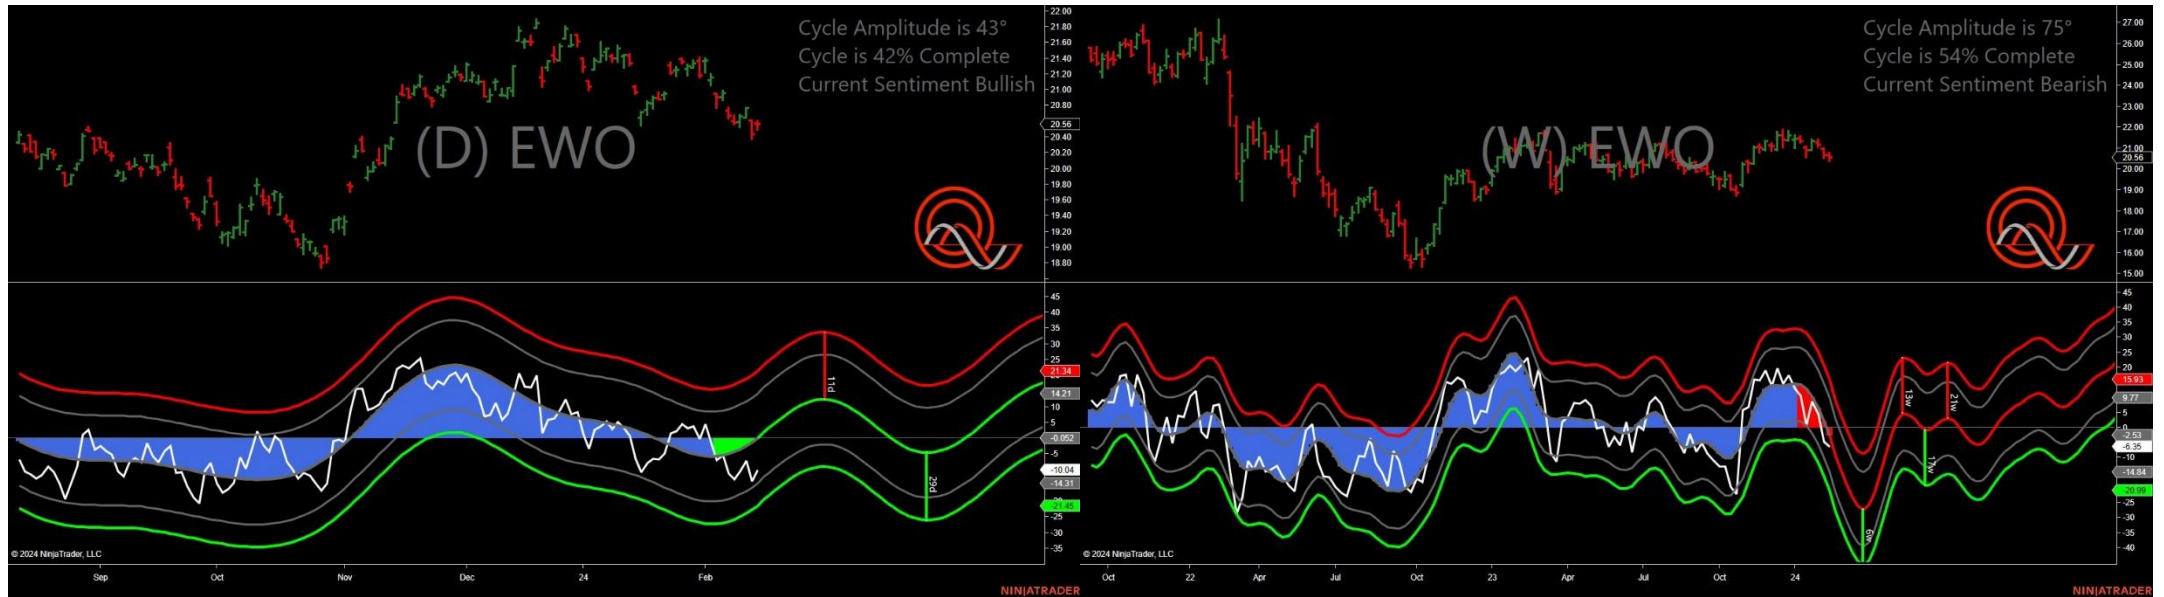 Cycle Amplitude is 43°
Cycle is 42% Complete
Current Sentiment Bullish
(D) EWO
22.00
21.80
21.60
21.40
21.20
21.00
20.80
20.56
20.40
20.20
20.00
19.80
19.60
19.40
19.20
19.00
18.80
45
40
35
30
25
21.34
14.21
10
5
-0.052
-5
-10.04
-14.31
-21.45
-25
-30
-35
11d
29d
© 2024 NinjaTrader, LLC
Sep
Oct
Nov
Dec
24
Feb
NINJATRADER
Cycle Amplitude is 75°
Cycle is 54% Complete
Current Sentiment Bearish
(W) EWO
27.00
26.00
25.00
24.00
23.00
22.00
21.00
20.56
20.00
19.00
18.00
17.00
16.00
15.00
45
40
35
30
25
20
15.93
9.77
5
0
-2.53
-6.35
-10
-14.84
-20.99
-25
-30
-35
-40
13w
21w
17w
6w
© 2024 NinjaTrader, LLC
Oct
22
Apr
Jul
Oct
23
Apr
Jul
Oct
24
NINJATRADER